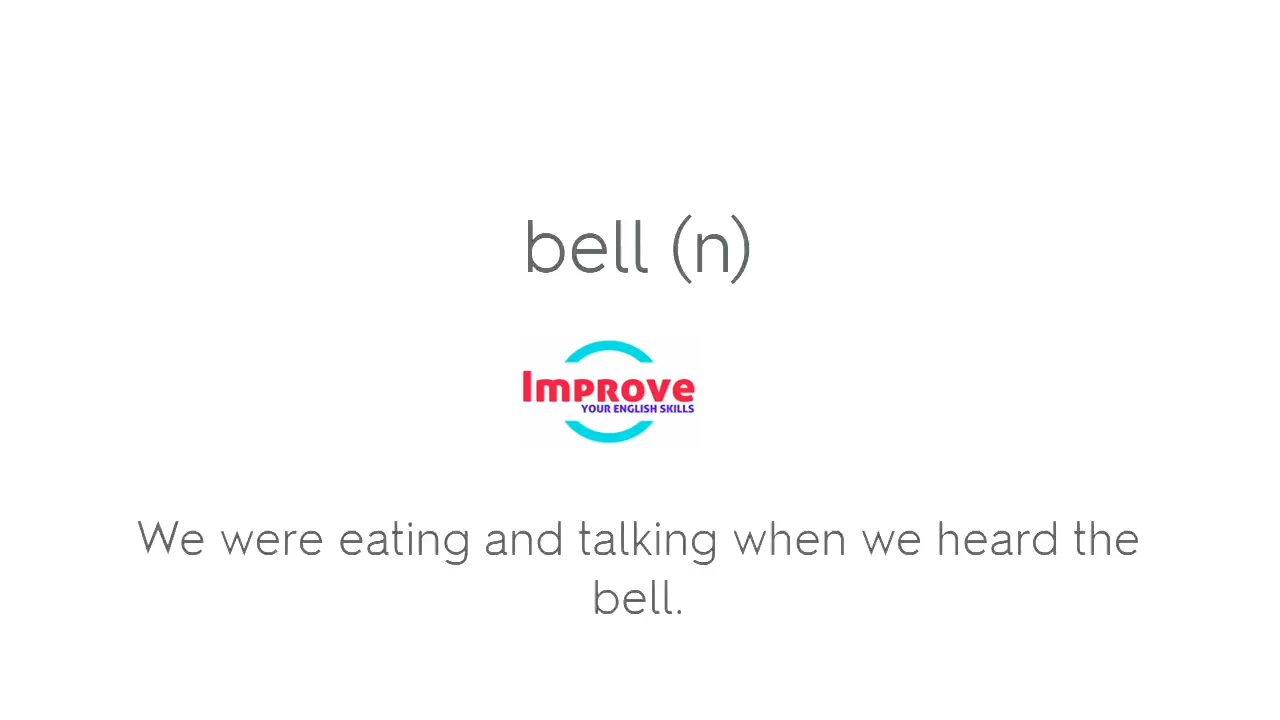 bell (n)
Improve
YOUR ENGLISH SKILLS
We were eating and talking when we heard the
bell.